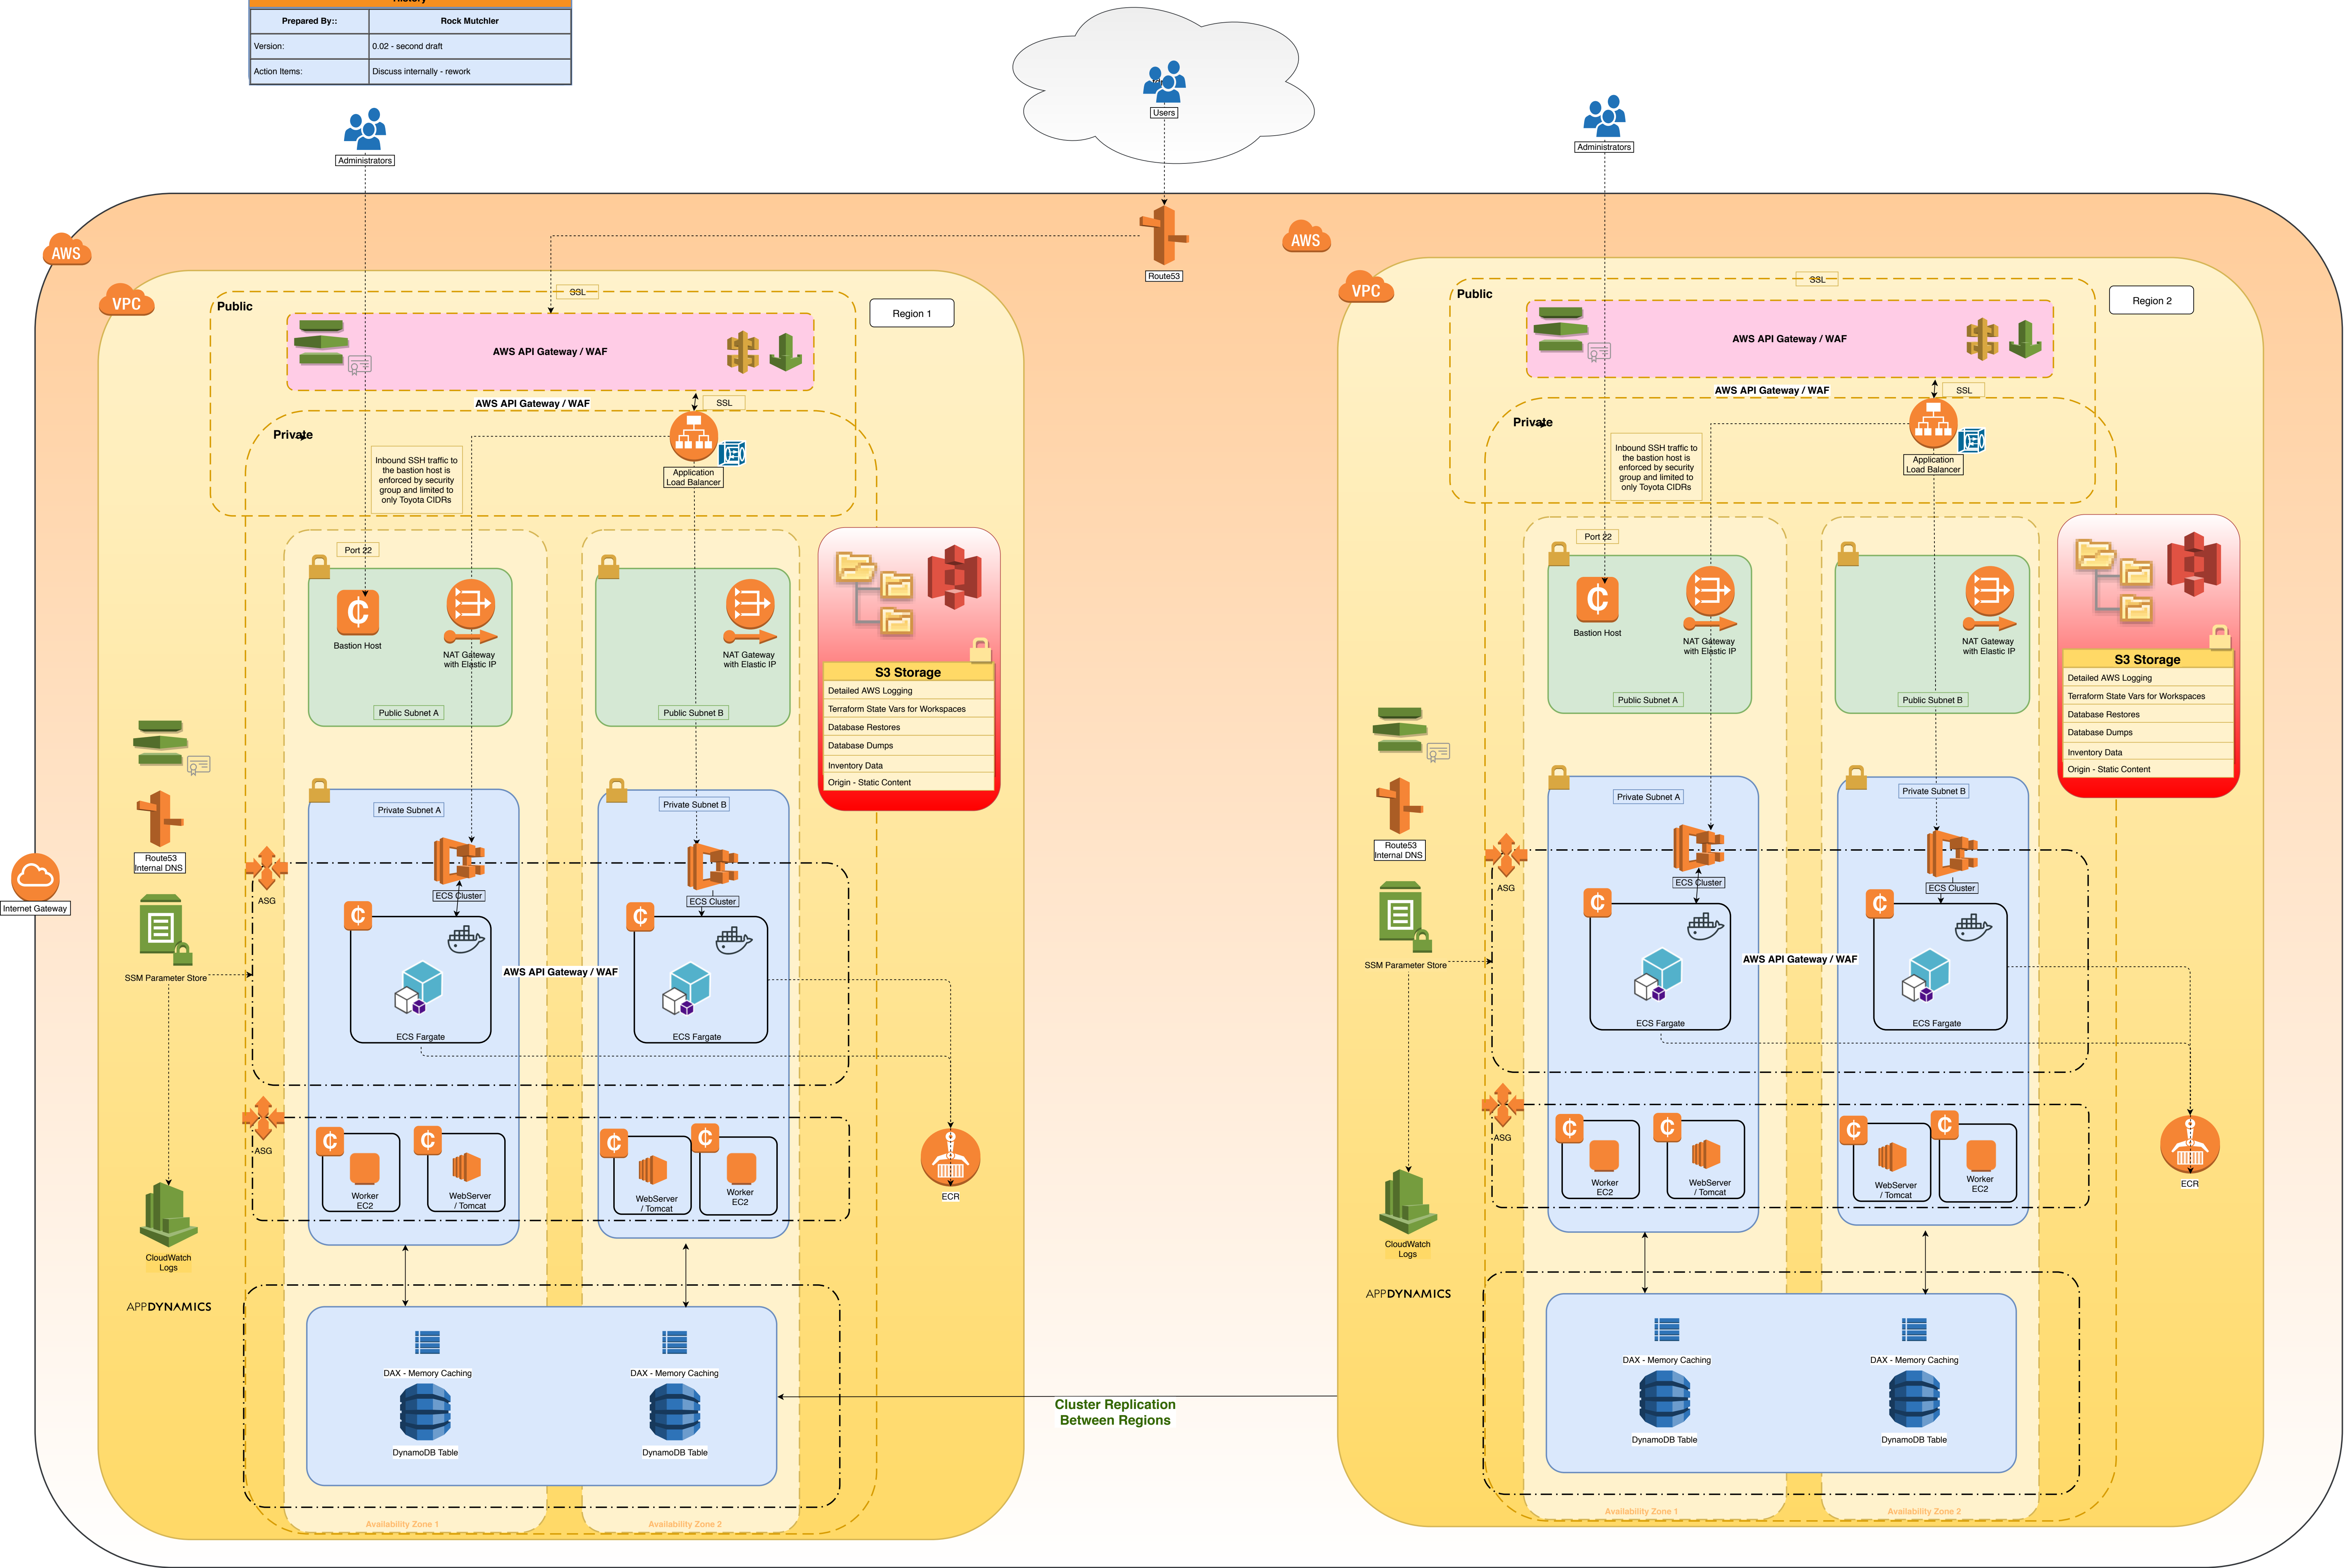 History
Prepared By:: Rock Mutchler
Version: 0.02 - second draft
Action Items: Discuss internally - rework
Users
Administrators
Administrators
Route53
AWS
VPC
Public
SSL
Region 1
AWS API Gateway / WAF
AWS API Gateway / WAF
SSL
Private
Inbound SSH traffic to
the bastion host is
enforced by security
group and limited to
only Toyota CIDRs
Application
Load Balancer
Port 22
Bastion Host
NAT Gateway
with Elastic IP
Public Subnet A
NAT Gateway
with Elastic IP
Public Subnet B
S3 Storage
Detailed AWS Logging
Terraform State Vars for Workspaces
Database Restores
Database Dumps
Inventory Data
Origin - Static Content
Private Subnet A
Private Subnet B
Route53
Internal DNS
Internet Gateway
ASG
ECS Cluster
ECS Cluster
SSM Parameter Store
AWS API Gateway / WAF
ECS Fargate
ECS Fargate
ASG
Worker
EC2
WebServer
/ Tomcat
WebServer
/ Tomcat
Worker
EC2
ECR
CloudWatch
Logs
APPDYNAMICS
DAX - Memory Caching
DAX - Memory Caching
DynamoDB Table
DynamoDB Table
Availability Zone 1
Availability Zone 2
Cluster Replication
Between Regions
AWS
VPC
Public
SSL
Region 2
AWS API Gateway / WAF
AWS API Gateway / WAF
SSL
Private
Inbound SSH traffic to
the bastion host is
enforced by security
group and limited to
only Toyota CIDRs
Application
Load Balancer
Port 22
Bastion Host
NAT Gateway
with Elastic IP
Public Subnet A
NAT Gateway
with Elastic IP
Public Subnet B
S3 Storage
Detailed AWS Logging
Terraform State Vars for Workspaces
Database Restores
Database Dumps
Inventory Data
Origin - Static Content
Private Subnet A
Private Subnet B
Route53
Internal DNS
ASG
ECS Cluster
ECS Cluster
SSM Parameter Store
AWS API Gateway / WAF
ECS Fargate
ECS Fargate
ASG
Worker
EC2
WebServer
/ Tomcat
WebServer
/ Tomcat
Worker
EC2
ECR
CloudWatch
Logs
APPDYNAMICS
DAX - Memory Caching
DAX - Memory Caching
DynamoDB Table
DynamoDB Table
Availability Zone 1
Availability Zone 2